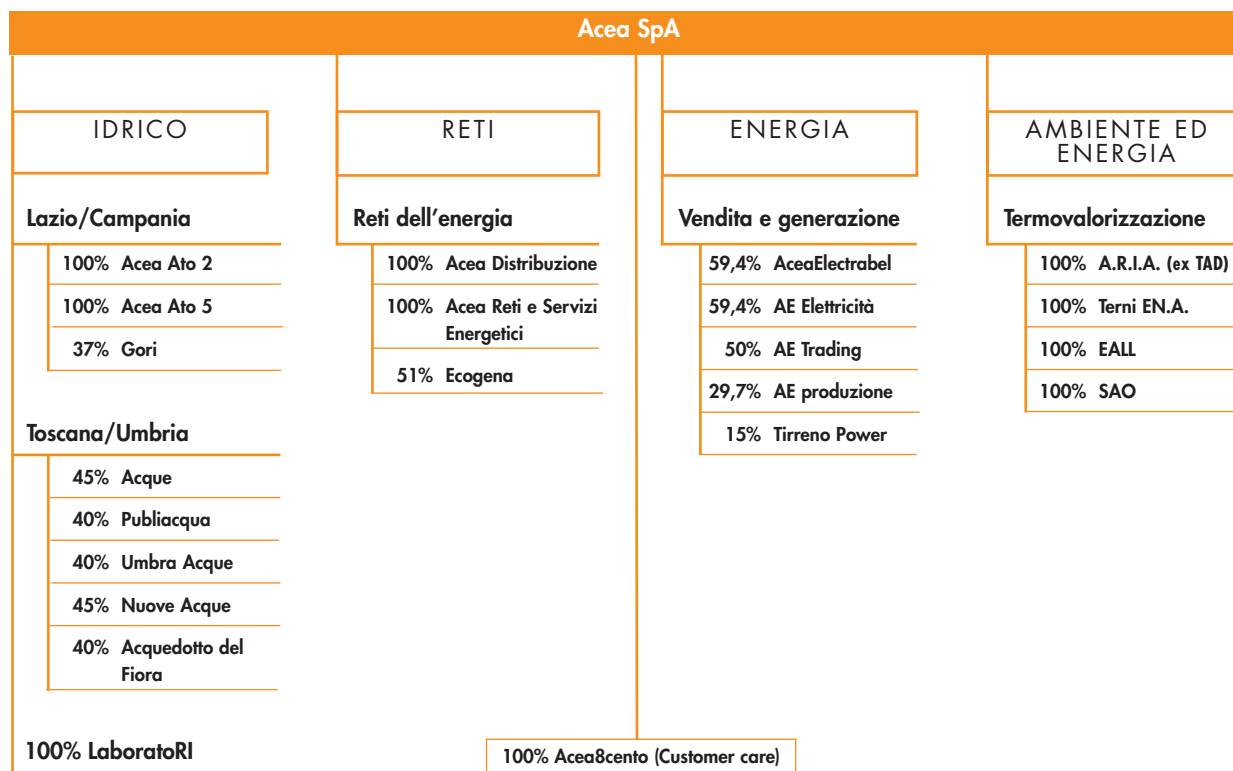 Acea SpA
IDRICO
Lazio/Campania
100% Acea Ato 2
100% Acea Ato 5
37% Gori
Toscana/Umbria
45% Acque
40% Publiacqua
40% Umbra Acque
45% Nuove Acque
40% Acquedotto del
Fiora
100% LaboratoRI
RETI
Reti dell'energia
100% Acea Distribuzione
100% Acea Reti e Servizi
Energetici
51% Ecogena
100% Acea8cento (Customer care)
ENERGIA
Vendita e generazione
59,4% AceaElectrabel
59,4% AE Elettricità
50% AE Trading
29,7% AE produzione
15% Tirreno Power
AMBIENTE ED
ENERGIA
Termovalorizzazione
100% A.R.I.A. (ex TAD)
100% Terni EN.A.
100% EALL
100% SAO